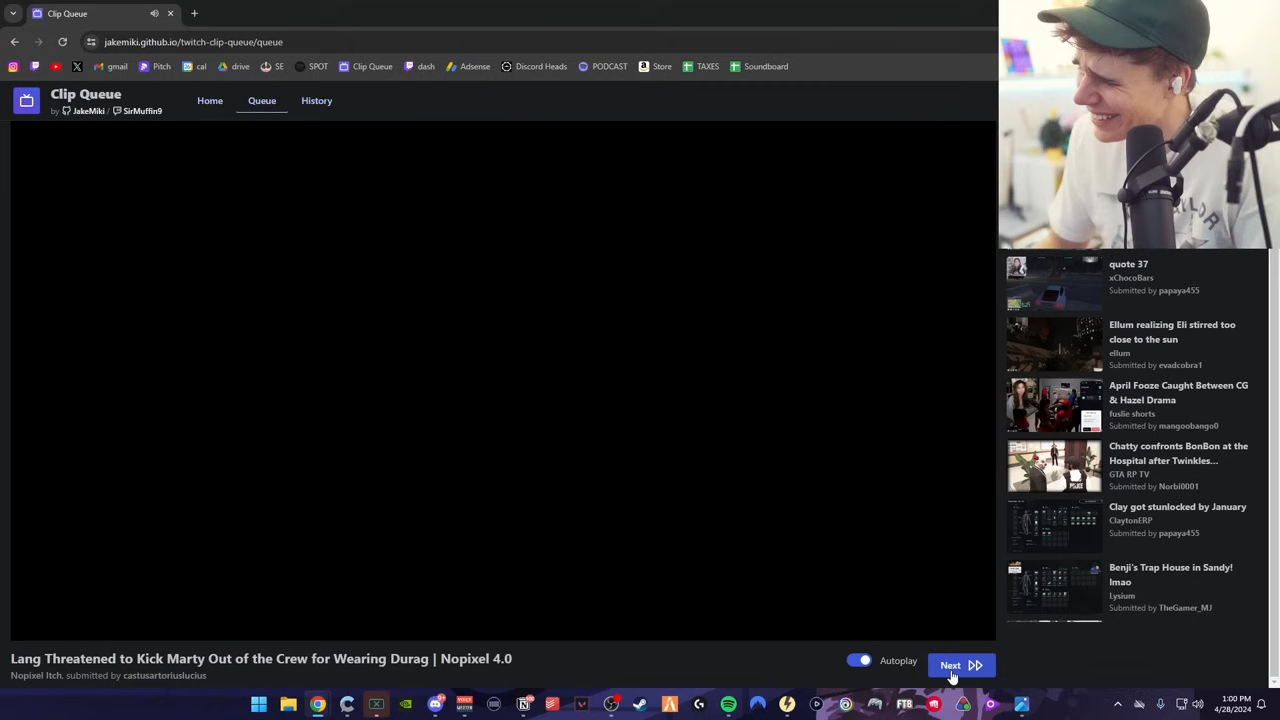 Clip Queue
jakemiki.github.io/twitch-clip-queue/queue
gmail
Pitch
cal
drive
SE
Clip Queue
Adsense
Discord Heads
PODCAST
Store
TAXES
Soundboard
Clip Queue
by JakeMiki / SirMuffin9
Home
Queue
History
quote 37
xChocoBars
Submitted by papaya455
Ellum realizing Eli stirred too
close to the sun
ellum
Submitted by evadcobra1
April Fooze Caught Between CG
& Hazel Drama
fuslie shorts
Submitted by mangoobango0
Chatty confronts BonBon at the
Hospital after Twinkles...
GTA RP TV
Submitted by Norbi0001
POLICE
Clay got stunlocked by January
ClaytonERP
Submitted by papaya455
Benji's Trap House in Sandy!
lmao
Lysium
Submitted by TheGamer_MJ
Lang Threatened to Kick Marty Out of the Crew for Wearing Durag | Nopixel 4.0
Nopixel Itch, submitted by castusartoriuslucius
Autoplay
Next
1:00 PM
4/28/2024